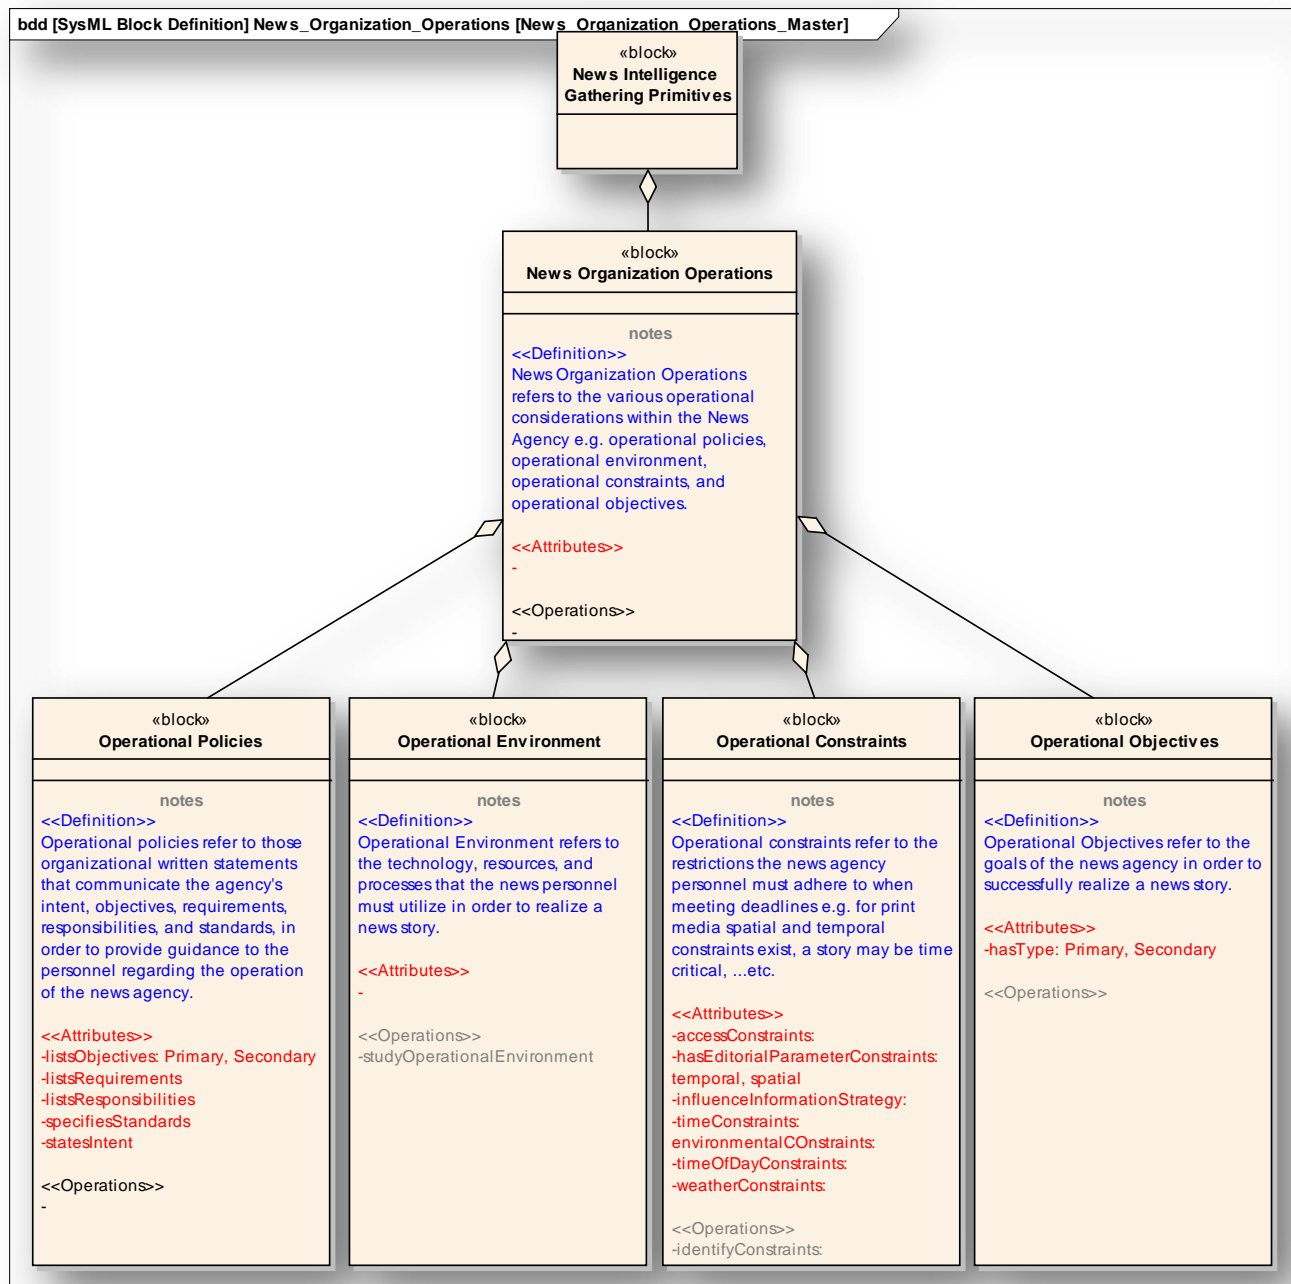 bdd [SysML Block Definition] News_Organization_Operations [News_Organization_Operations_Master]
«block»
News Intelligence
Gathering Primitives
«block»
News Organization Operations
notes
<<Definition>>
News Organization Operations
refers to the various operational
considerations within the News
Agency e.g. operational policies,
operational environment,
operational constraints, and
operational objectives.
<<Attributes>>
-
<<Operations>>
-
«block»
Operational Policies
notes
<<Definition>>
Operational policies refer to those
organizational written statements
that communicate the agency's
intent, objectives, requirements,
responsibilities, and standards, in
order to provide guidance to the
personnel regarding the operation
of the news agency.
<<Attributes>>
-listsObjectives: Primary, Secondary
-listsRequirements
-listsResponsibilities
-specifiesStandards
-statesIntent
<<Operations>>
-
«block»
Operational Environment
notes
<<Definition>>
Operational Environment refers to
the technology, resources, and
processes that the news personnel
must utilize in order to realize a
news story.
<<Attributes>>
-
<<Operations>>
-studyOperationalEnvironment
«block»
Operational Constraints
notes
<<Definition>>
Operational constraints refer to the
restrictions the news agency
personnel must adhere to when
meeting deadlines e.g. for print
media spatial and temporal
constraints exist, a story may be time
critical, ...etc.
<<Attributes>>
-accessConstraints:
-hasEditorialParameterConstraints:
temporal, spatial
-influenceInformationStrategy:
-timeConstraints:
environmentalCOnstraints:
-timeOfDayConstraints:
-weatherConstraints:
<<Operations>>
-identifyConstraints:
«block»
Operational Objectives
notes
<<Definition>>
Operational Objectives refer to the
goals of the news agency in order to
successfully realize a news story.
<<Attributes>>
-hasType: Primary, Secondary
<<Operations>>